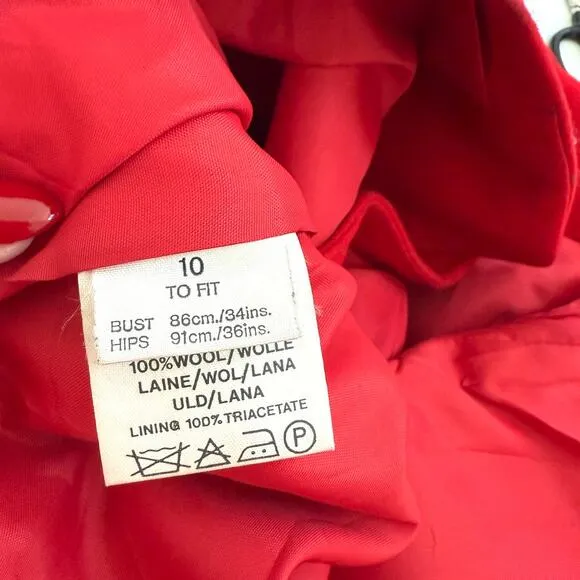 10
TO FIT
BUST 86cm./34ins.
HIPS 91cm./36ins.
100%WOOL/WOLLE
LAINE/WOL/LANA
ULD/LANA
LINING 100%TRIACETATE
P